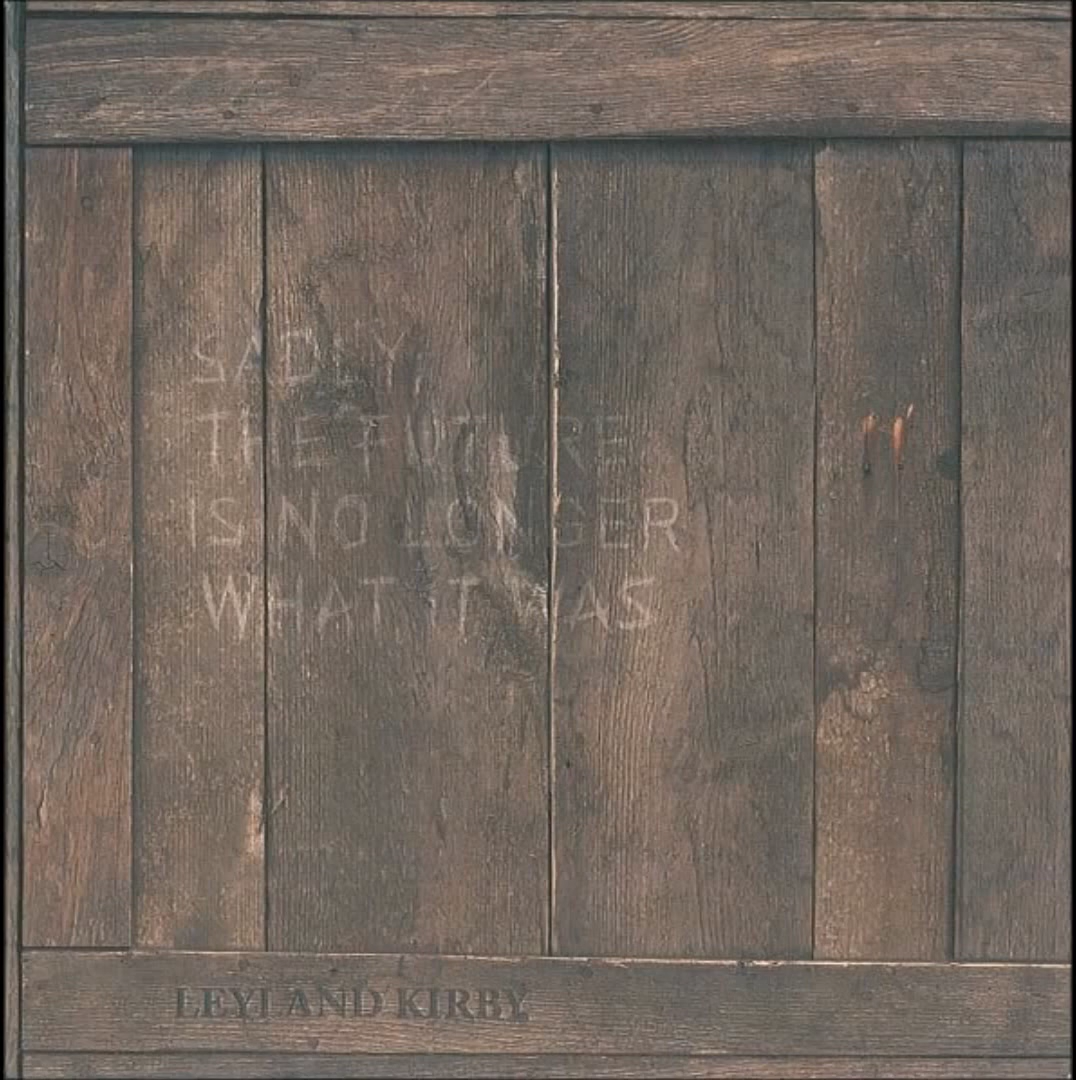 SADLY,
THE FUTURE
IS NO LONGER
WHAT IT WAS
LEYLAND KIRBY